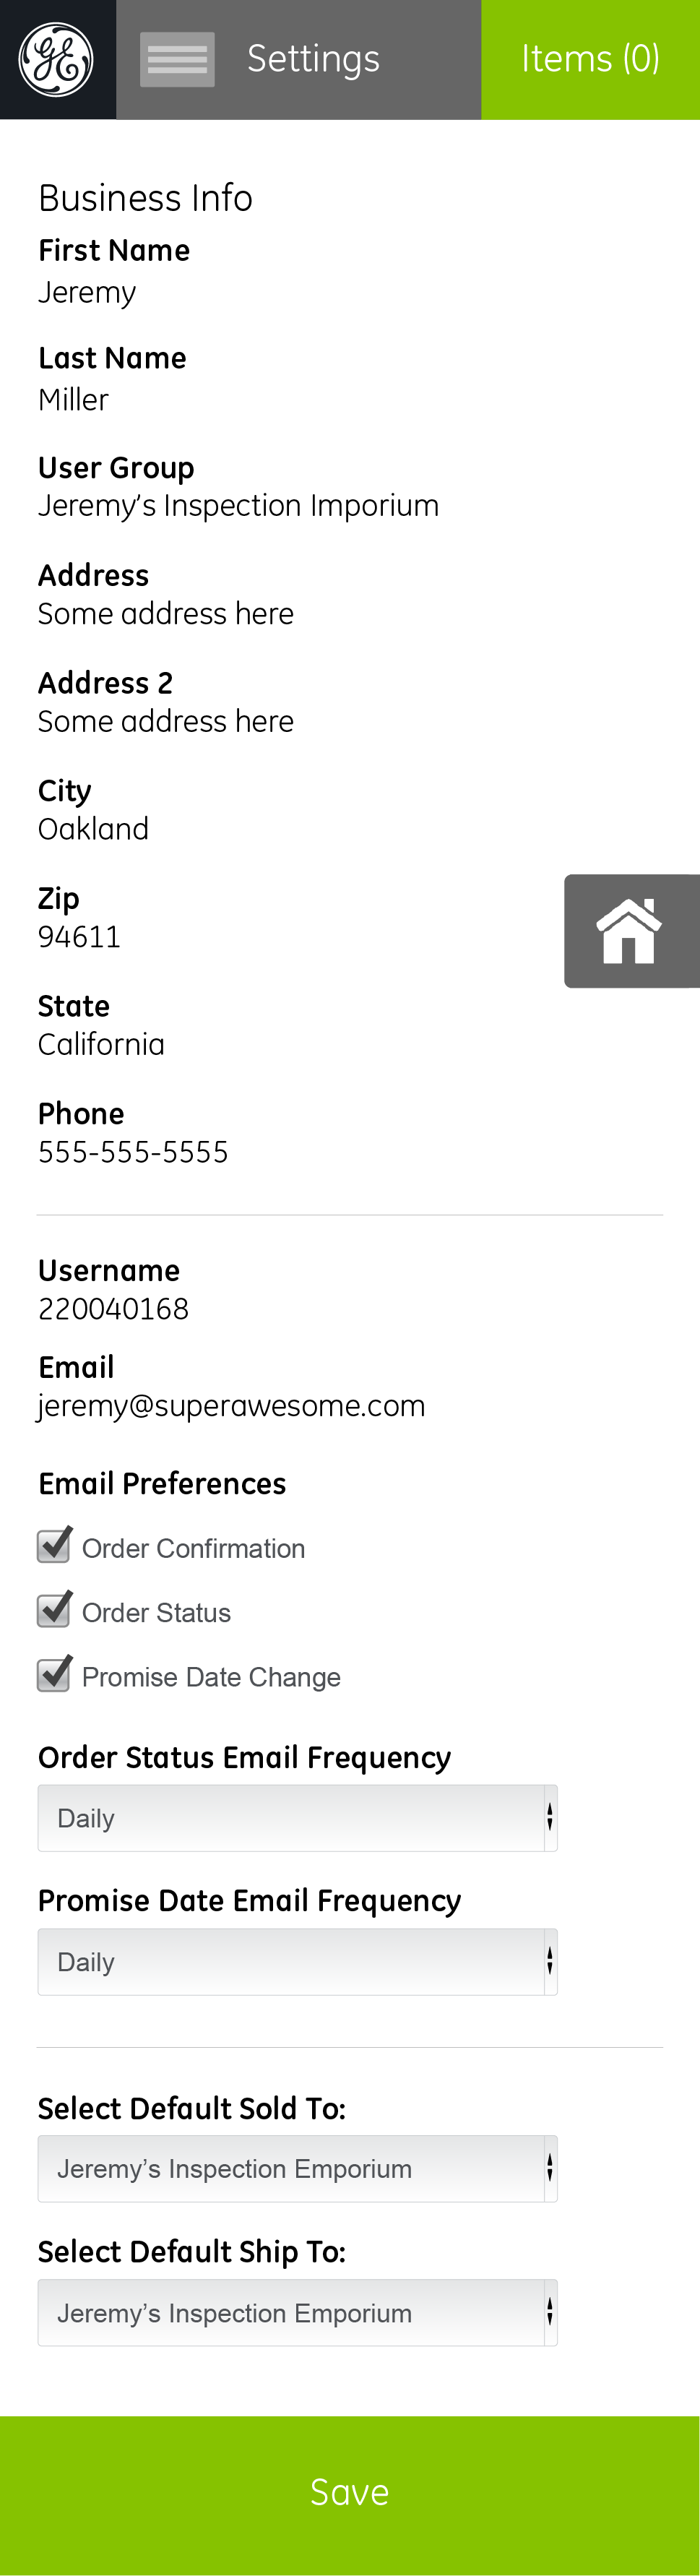 GE
Settings
Items (0)
Business Info
First Name
Jeremy
Last Name
Miller
User Group
Jeremy’s Inspection Imporium
Address
Some address here
Address 2
Some address here
City
Oakland
Zip
94611
State
California
Phone
555-555-5555
Username
220040168
Email
jeremy@superawesome.com
Email Preferences
Order Confirmation
Order Status
Promise Date Change
Order Status Email Frequency
Daily
Promise Date Email Frequency
Daily
Select Default Sold To:
Jeremy’s Inspection Emporium
Select Default Ship To:
Jeremy’s Inspection Emporium
Save